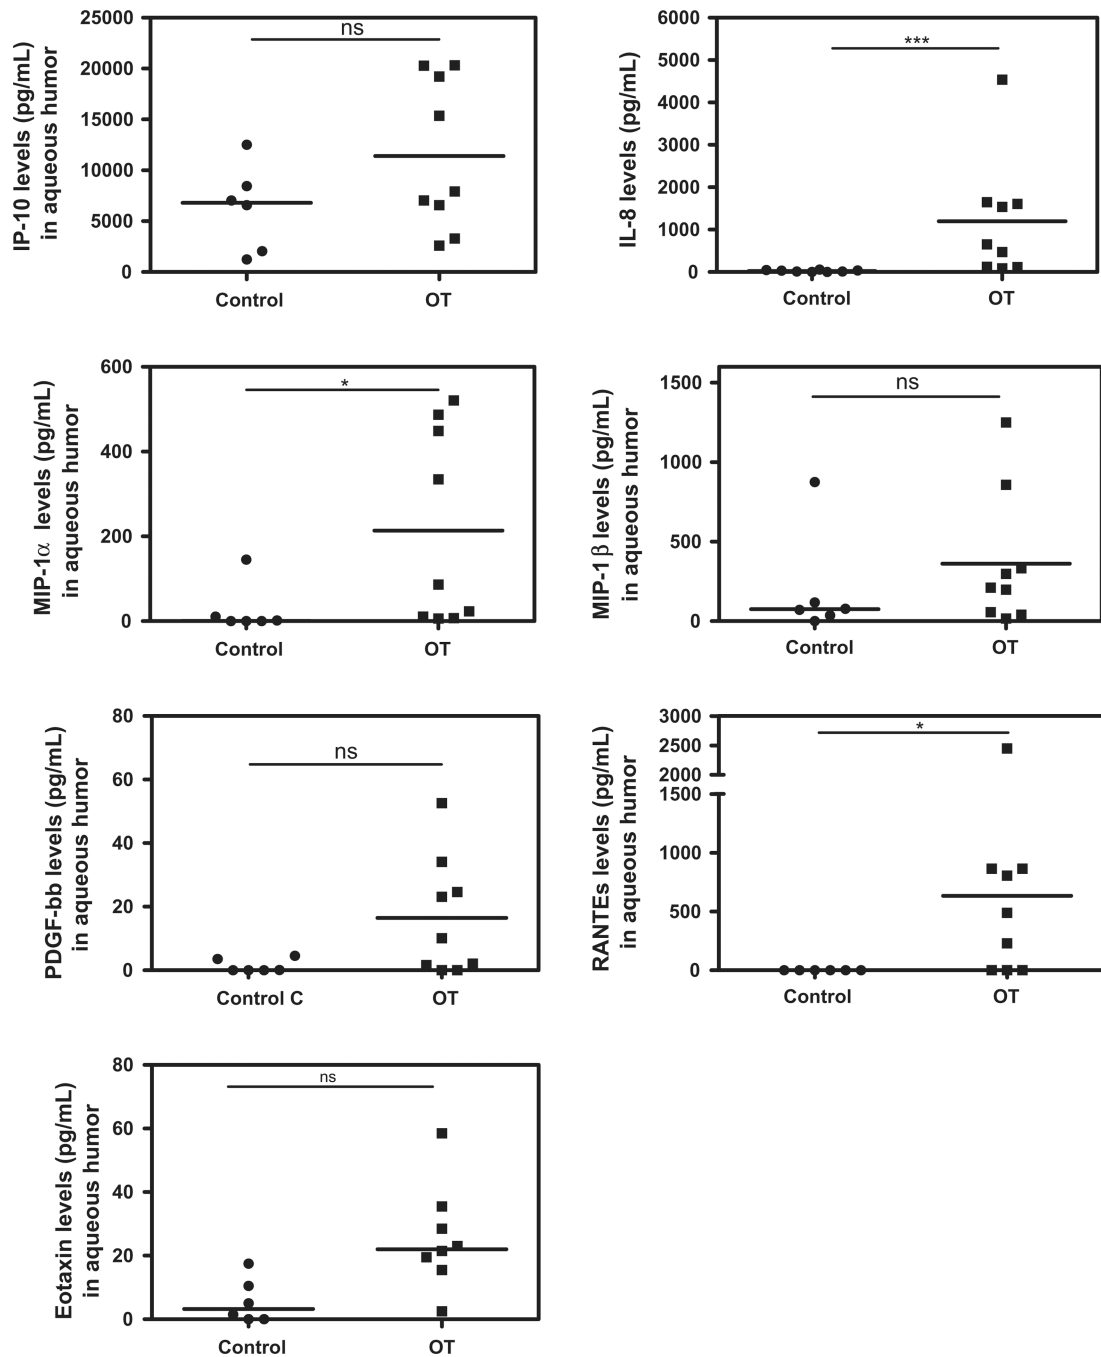 IP-10 levels (pg/mL)
in aqueous humor
25000
20000
15000
10000
5000
0
ns
Control
OT
IL-8 levels (pg/mL)
6000
5000
4000
3000
2000
1000
0
***
Control
OT
MIP-1α levels (pg/mL)
in aqueous humor
600
400
200
0
*
Control
OT
MIP-1 β levels (pg/mL)
in aqueous humor
1500
1000
500
0
ns
Control
OT
PDGF-bb levels (pg/mL)
in aqueous humor
80
60
40
20
0
ns
Control C
OT
RANTEs levels (pg/mL)
in aqueous humor
3000
2500
2000
1500
1000
500
0
*
Control
OT
Eotaxin levels (pg/mL)
in aqueous humor
80
60
40
20
0
ns
Control
OT